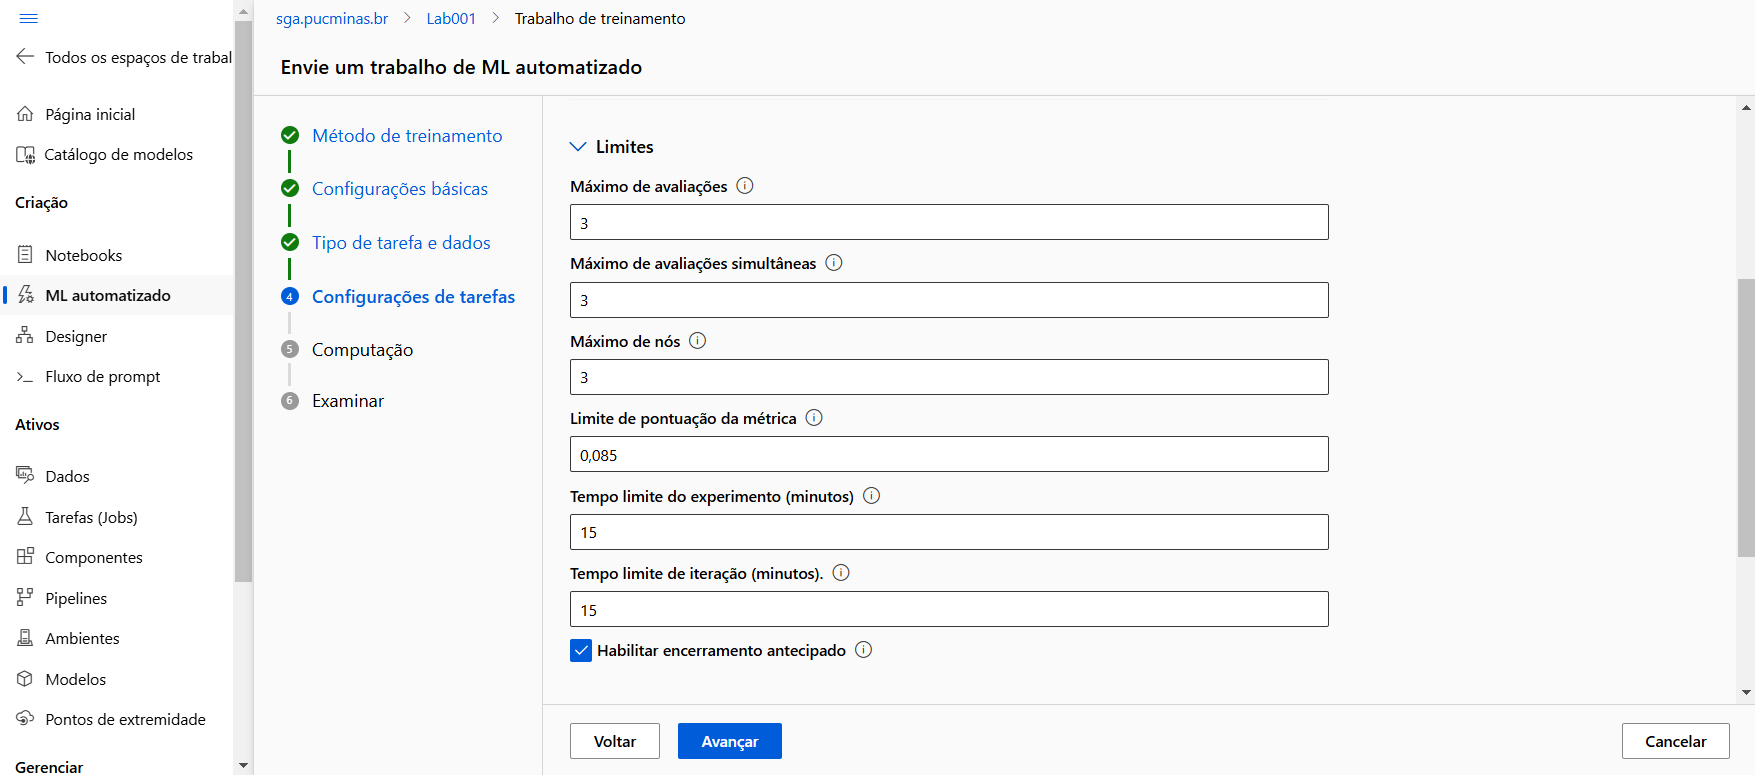 sga.pucminas.br > Lab001 > Trabalho de treinamento
Envie um trabalho de ML automatizado
Todos os espaços de trabal
Página inicial
Catálogo de modelos
Criação
Notebooks
ML automatizado
Designer
Fluxo de prompt
Ativos
Dados
Tarefas (Jobs)
Componentes
Pipelines
Ambientes
Modelos
Pontos de extremidade
Gerenciar
Método de treinamento
Configurações básicas
Tipo de tarefa e dados
4 Configurações de tarefas
5 Computação
6 Examinar
Limites
Máximo de avaliações
3
Máximo de avaliações simultâneas
3
Máximo de nós
3
Limite de pontuação da métrica
0,085
Tempo limite do experimento (minutos)
15
Tempo limite de iteração (minutos).
15
Habilitar encerramento antecipado
Voltar
Avançar
Cancelar